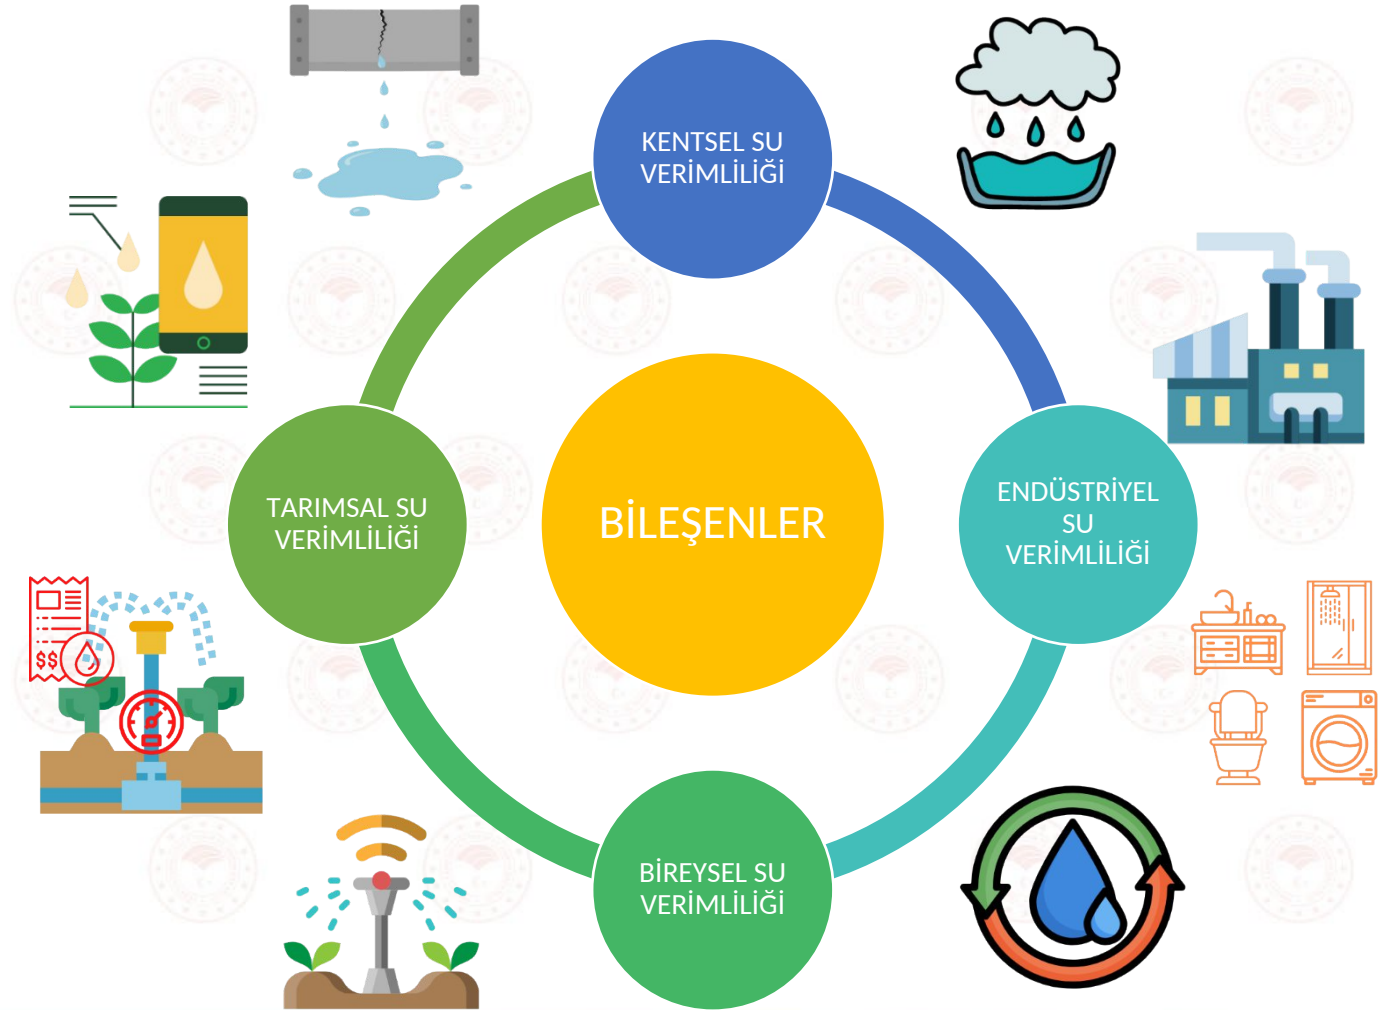 KENTSEL SU
VERİMLİLİĞİ
TARIMSAL SU
VERİMLİLİĞİ
BİLEŞENLER
ENDÜSTRİYEL
SU
VERİMLİLİĞİ
$$
BİREYSEL SU
VERİMLİLİĞİ